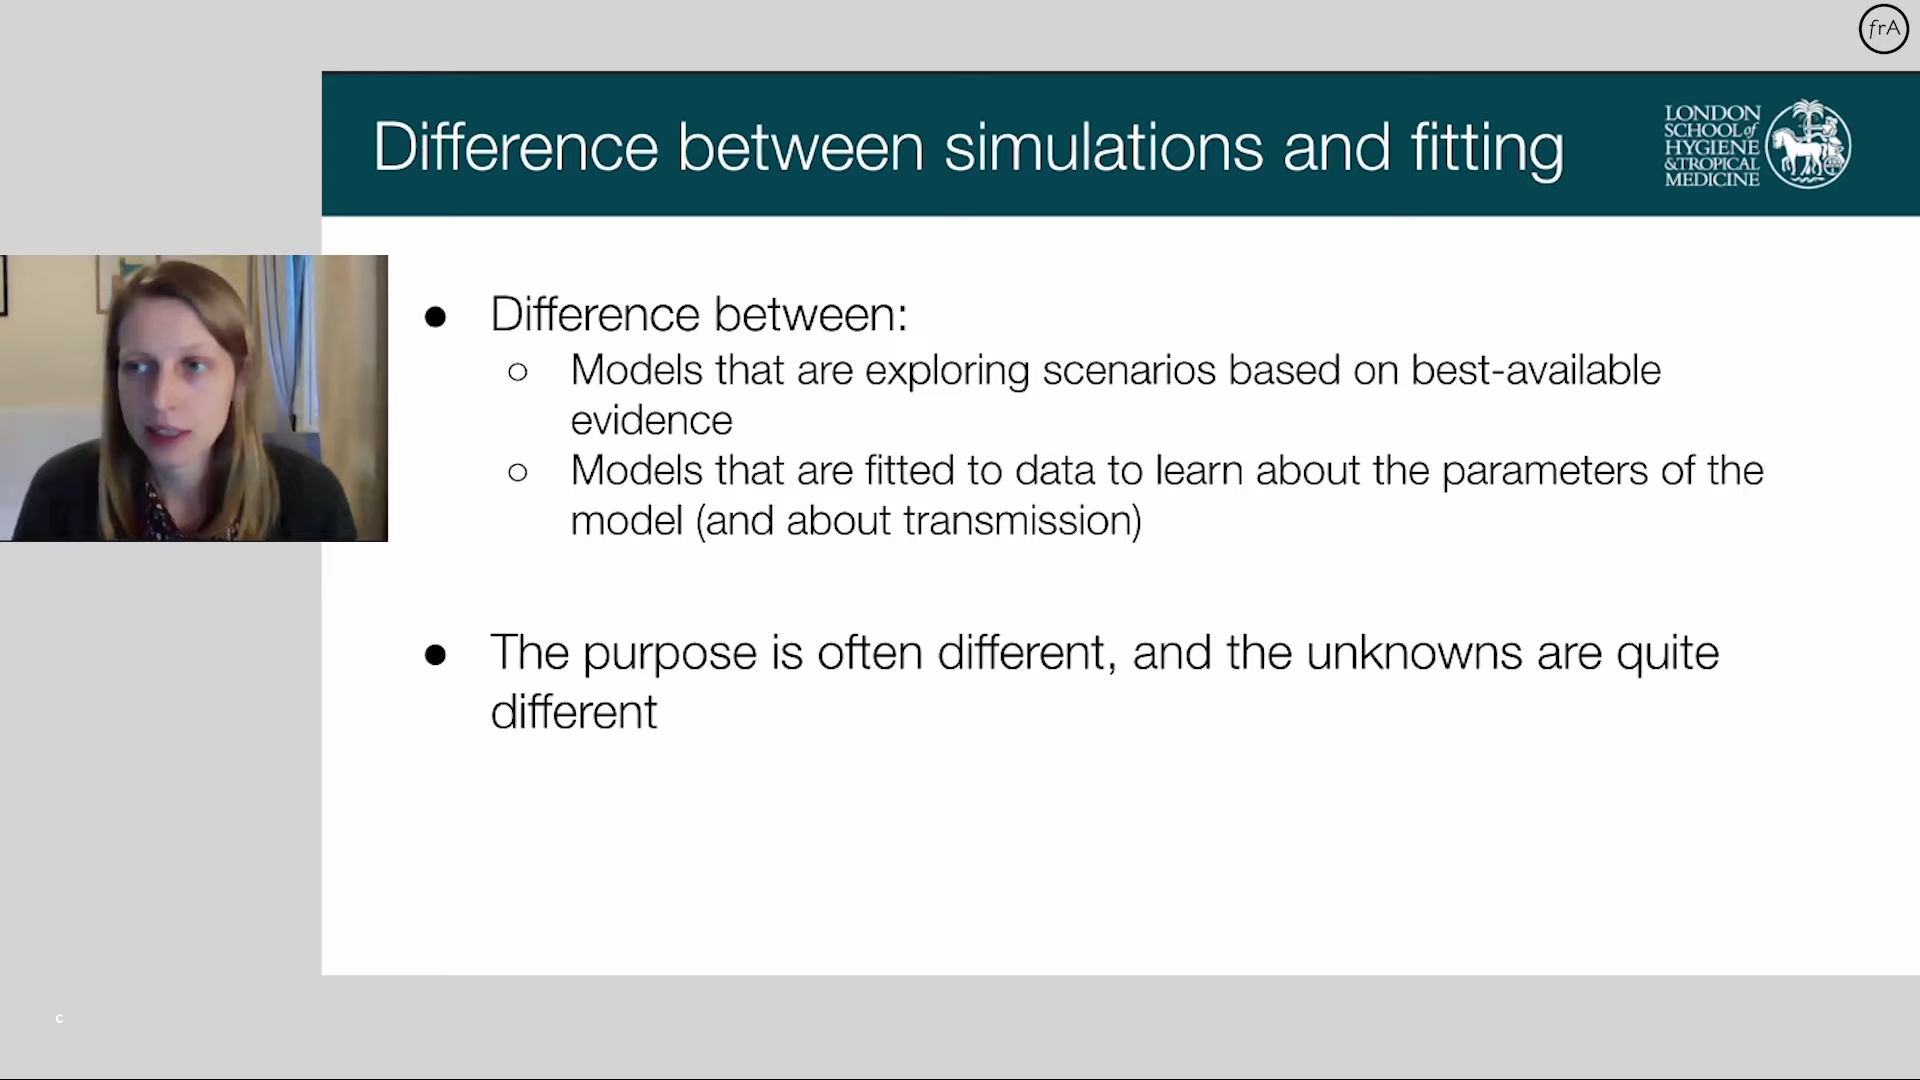 frA
Difference between simulations and fitting
LONDON
SCHOOL of
HYGIENE
& TROPICAL
MEDICINE
● Difference between:
○ Models that are exploring scenarios based on best-available
evidence
○ Models that are fitted to data to learn about the parameters of the
model (and about transmission)
● The purpose is often different, and the unknowns are quite
different
c